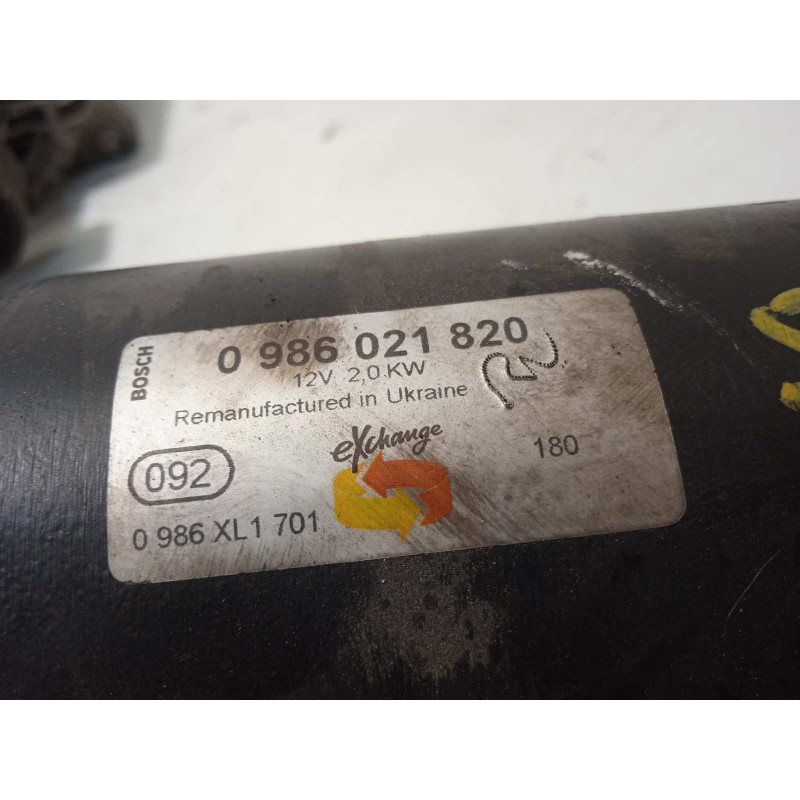 BOSCH
0 986 021 820
12V 2,0 KW
Remanufactured in Ukraine
eXchange
180
092
0 986 XL1 701